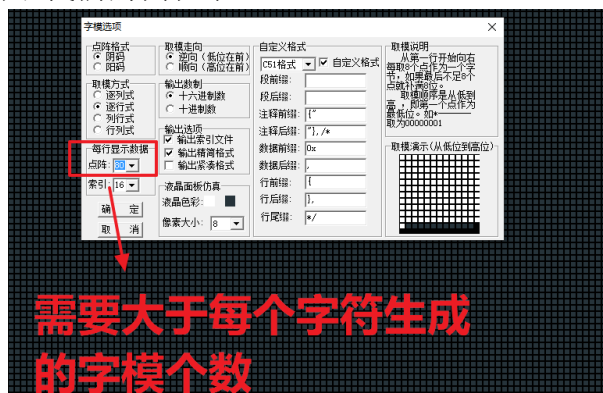 字模选项
点阵格式
阴码
阳码
取模方式
逐列式
逐行式
列行式
行列式
每行显示数据
点阵:
索引: 16
确 定
取 消
取模走向
逆向(低位在前)
顺向(高位在前)
输出数制
十六进制数
十进制数
输出选项
输出索引文件
输出精简格式
输出紧凑格式
液晶面板仿真
液晶色彩:
像素大小: 8
自定义格式
C51格式 自定义格式
段前缀:
段后缀:
注释前缀: {"
注释后缀: "},/*
数据前缀: 0x
数据后缀: ,
行前缀: {
行后缀: },
行尾缀: */
取模说明
从第一行开始向右
每取8个点作为一个字
节,如果最后不足8个
点就补满8位。
取模顺序是从低到
高,即第一个点作为
最低位。如*-------
取为00000001
取模演示(从低位到高位)
需要大于每个字符生成
的字模个数